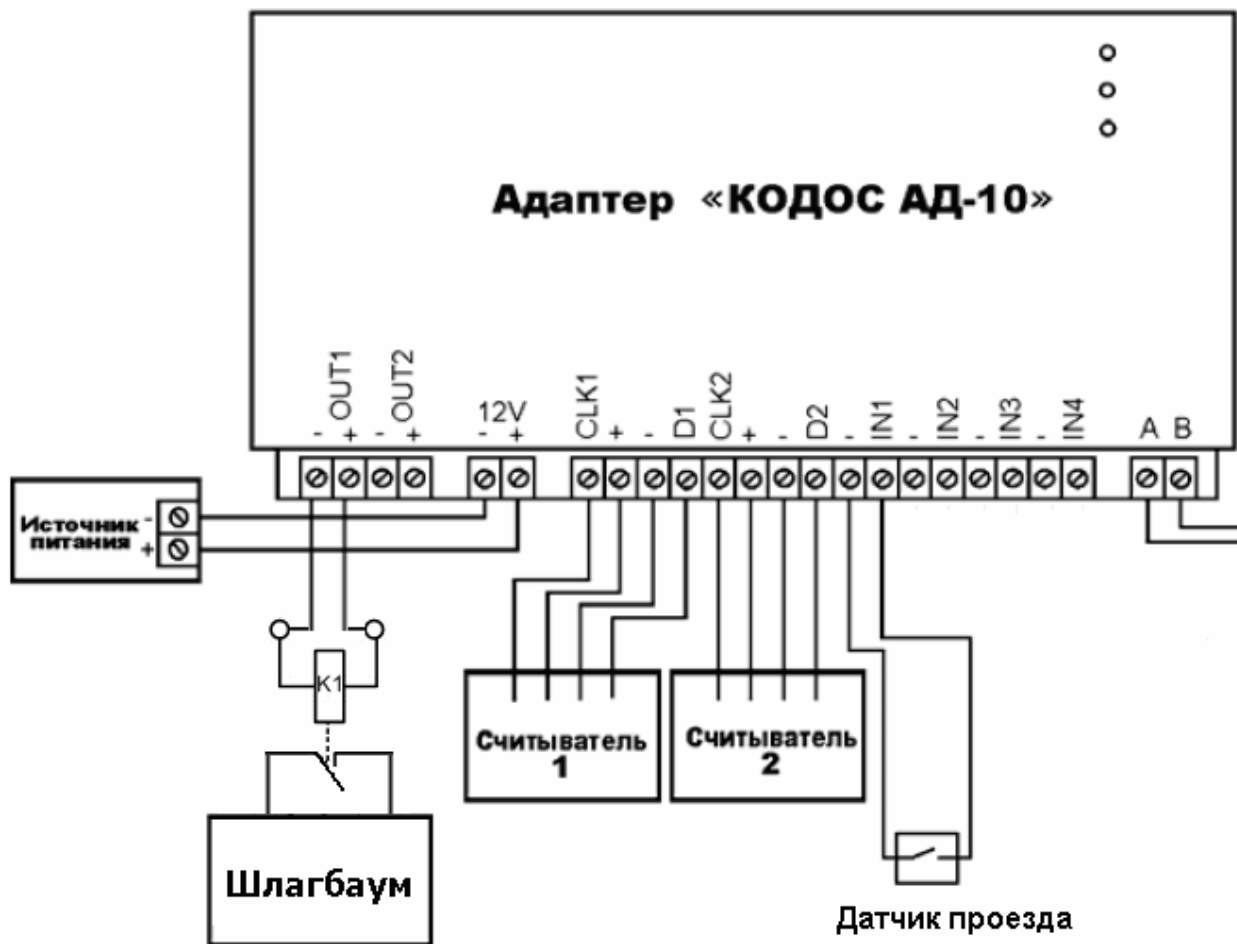 Адаптер «КОДОС АД-10»
- OUT1 + - OUT2 + 12V - + CLK1 + - D1 CLK2 + - D2 - IN1 - IN2 - IN3 - IN4 A B
Источник -
питания +
K1
Считыватель
1
Считыватель
2
Шлагбаум
Датчик проезда